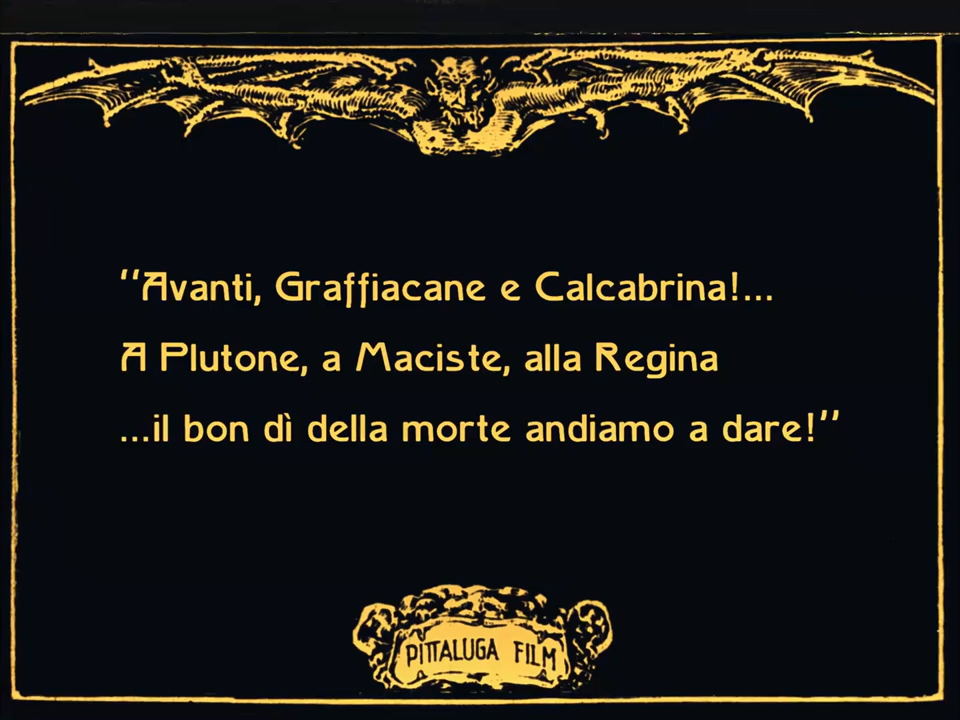 "Avanti, Graffiacane e Calcabrina!...
A Plutone, a Maciste, alla Regina
...il bon dì della morte andiamo a dare!"
PITTALUGA FILM